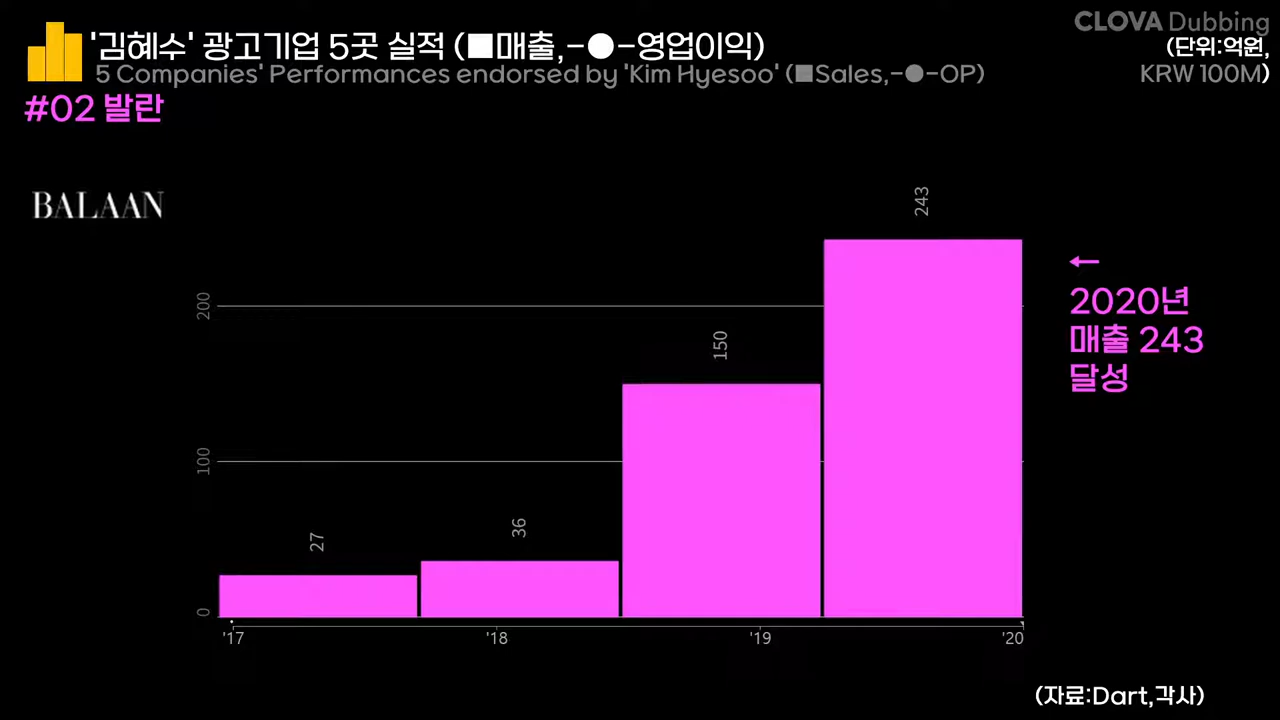 CLOVA Dubbing
'김혜수' 광고기업 5곳 실적 (■매출,-●-영업이익)
(단위:억원,
5 Companies' Performances endorsed by 'Kim Hyesoo' (■Sales,-●-OP)
KRW 100M)
#02 발란
BALAAN
243
←
2020년
매출 243
달성
200
150
100
36
27
0
'17 '18 '19 '20
(자료:Dart,각사)